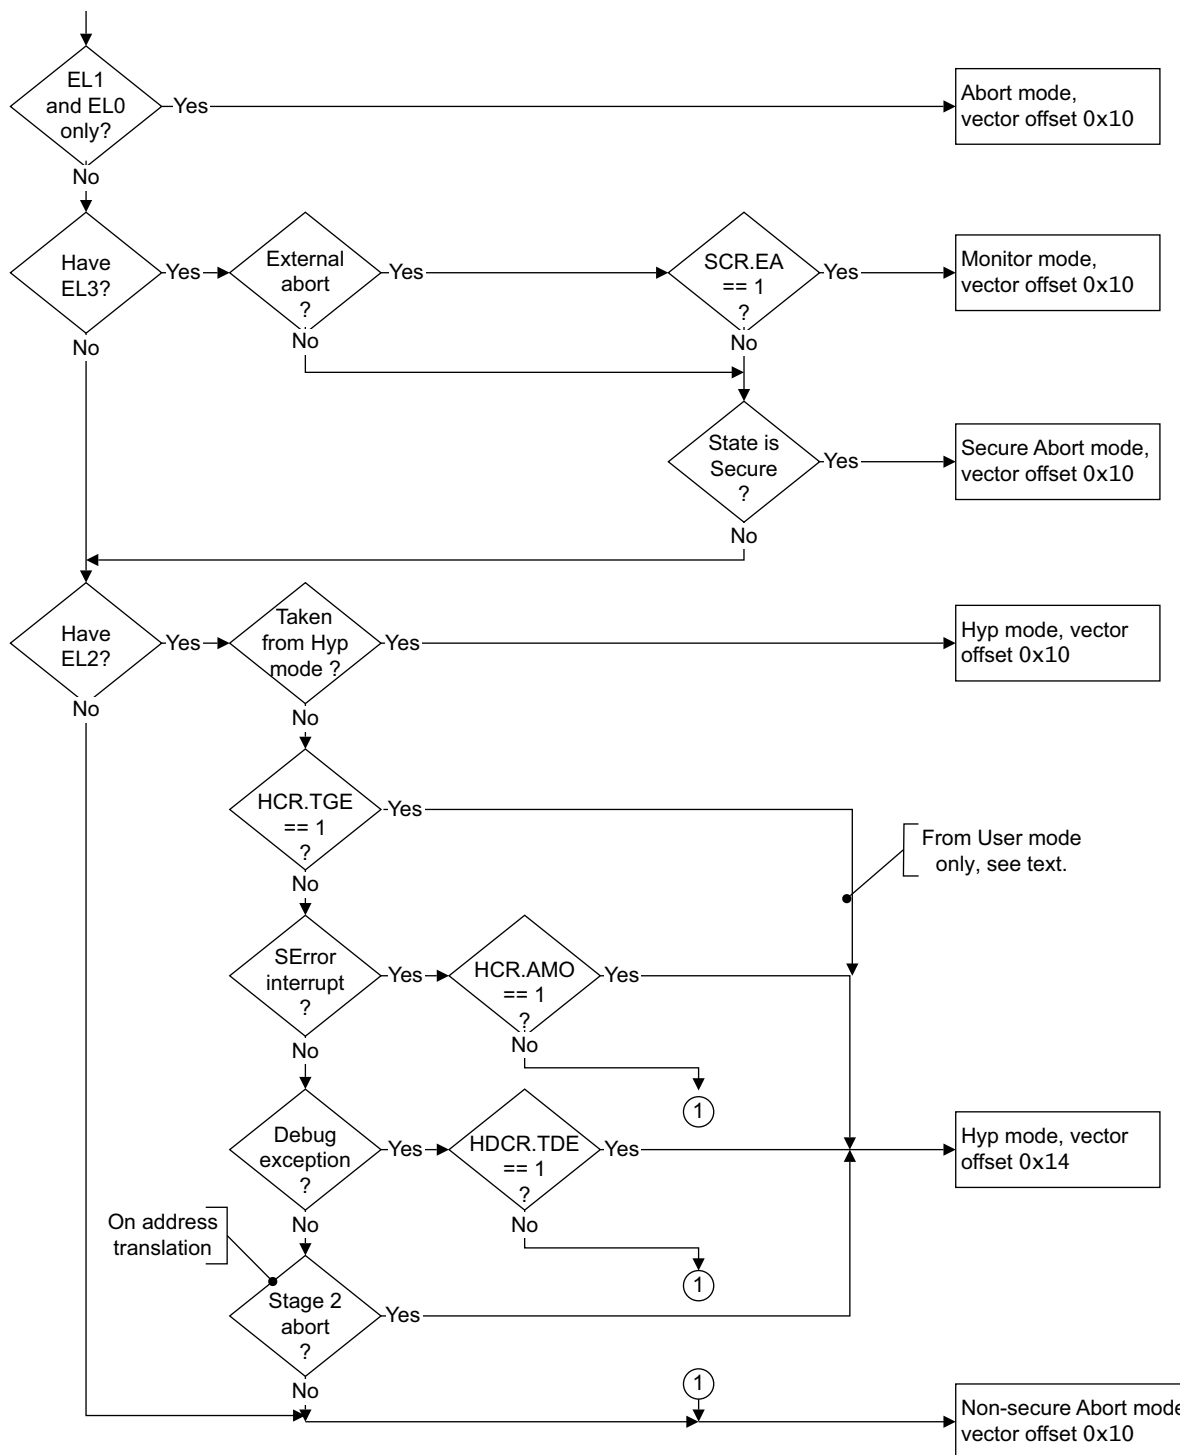 EL1
and EL0
only?
Yes
Abort mode,
vector offset 0x10
No
Have
EL3?
Yes
External
abort
?
Yes
SCR.EA
== 1
?
Yes
Monitor mode,
vector offset 0x10
No
No
No
State is
Secure
?
Yes
Secure Abort mode,
vector offset 0x10
No
Have
EL2?
Yes
Taken
from Hyp
mode ?
Yes
Hyp mode, vector
offset 0x10
No
No
HCR.TGE
== 1
?
Yes
From User mode
only, see text.
No
SError
interrupt
?
Yes
HCR.AMO
== 1
?
Yes
No
No
1
Debug
exception
?
Yes
HDCR.TDE
== 1
?
Yes
Hyp mode, vector
offset 0x14
No
No
On address
translation
1
Stage 2
abort
?
Yes
No
1
Non-secure Abort mode
vector offset 0x10